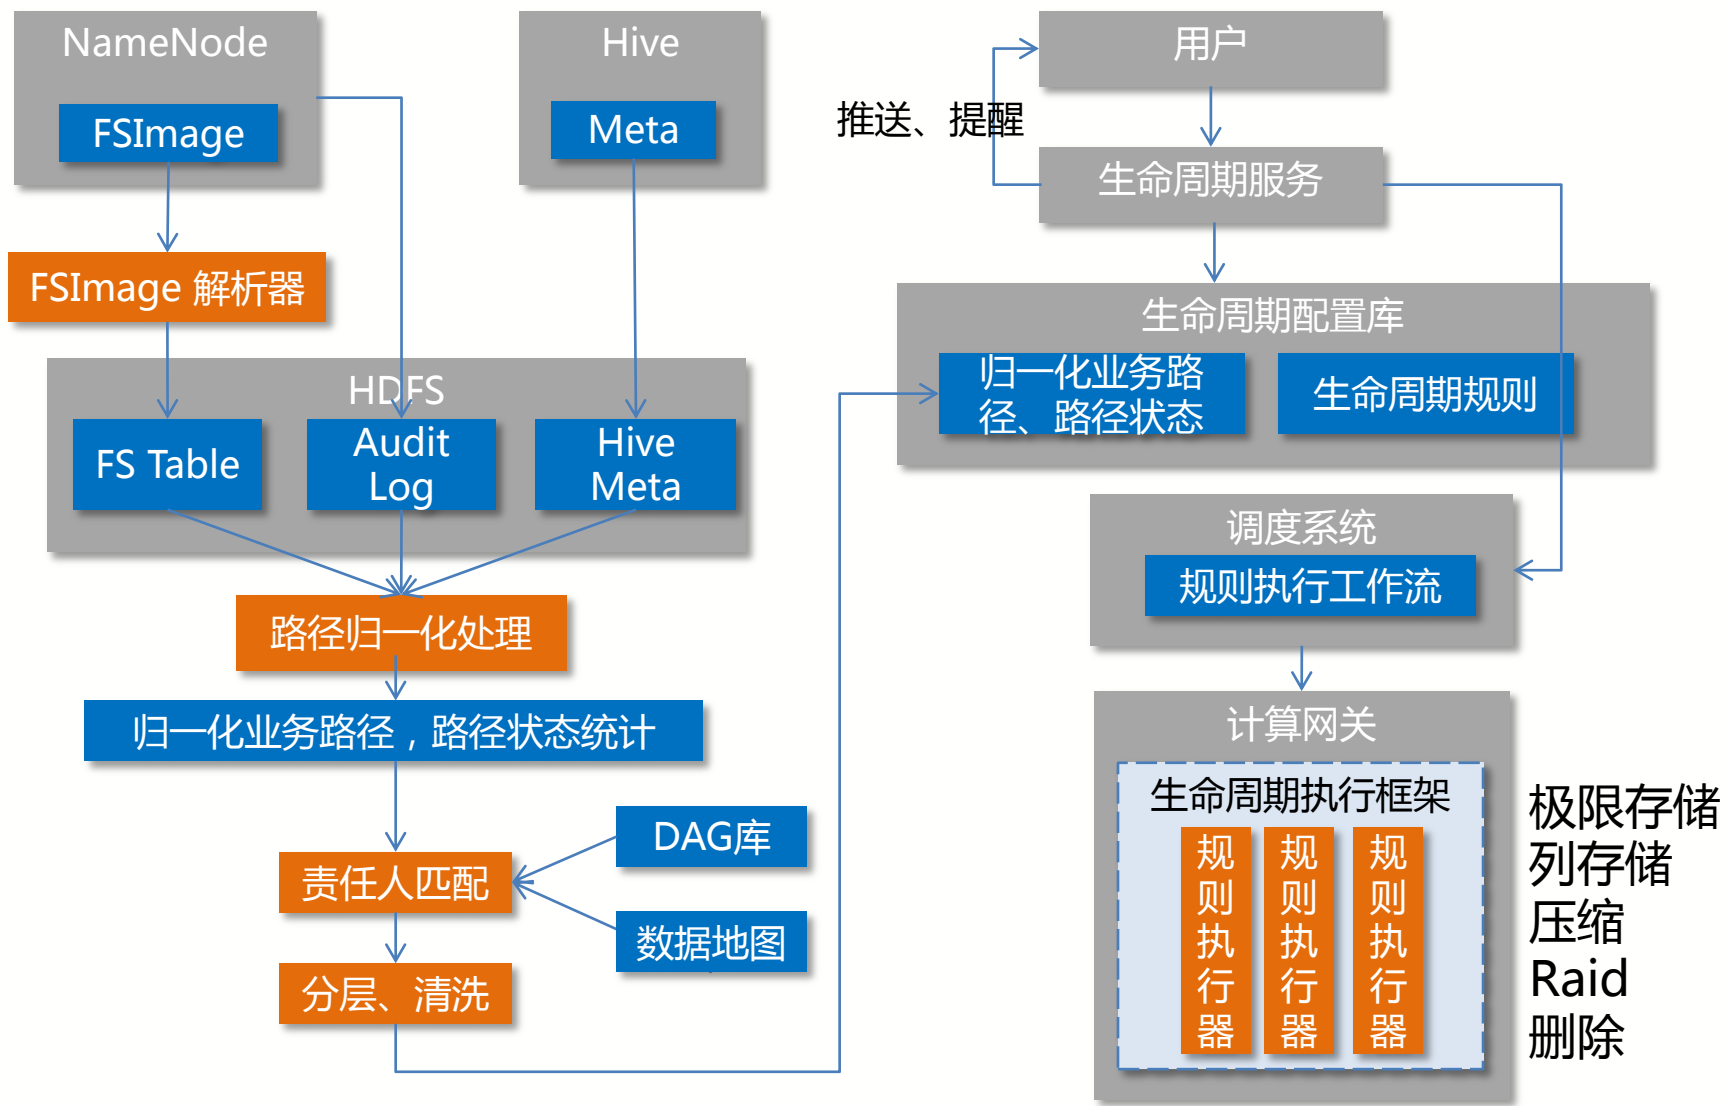 NameNode
FSImage
Hive
Meta
FSImage 解析器
HDFS
FS Table
Audit
Log
Hive
Meta
路径归一化处理
归一化业务路径，路径状态统计
DAG库
责任人匹配
数据地图
分层、清洗
用户
推送、提醒
生命周期服务
生命周期配置库
归一化业务路
径、路径状态
生命周期规则
调度系统
规则执行工作流
计算网关
生命周期执行框架
规则执行器
规则执行器
规则执行器
极限存储
列存储
压缩
Raid
删除